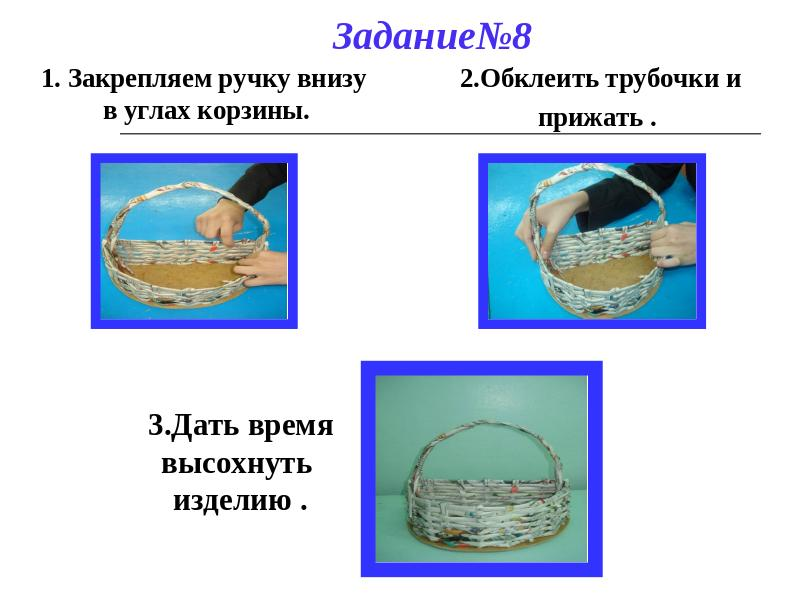 Задание№8
1. Закрепляем ручку внизу
в углах корзины.
2.Обклеить трубочки и
прижать .
3.Дать время
высохнуть
изделию .